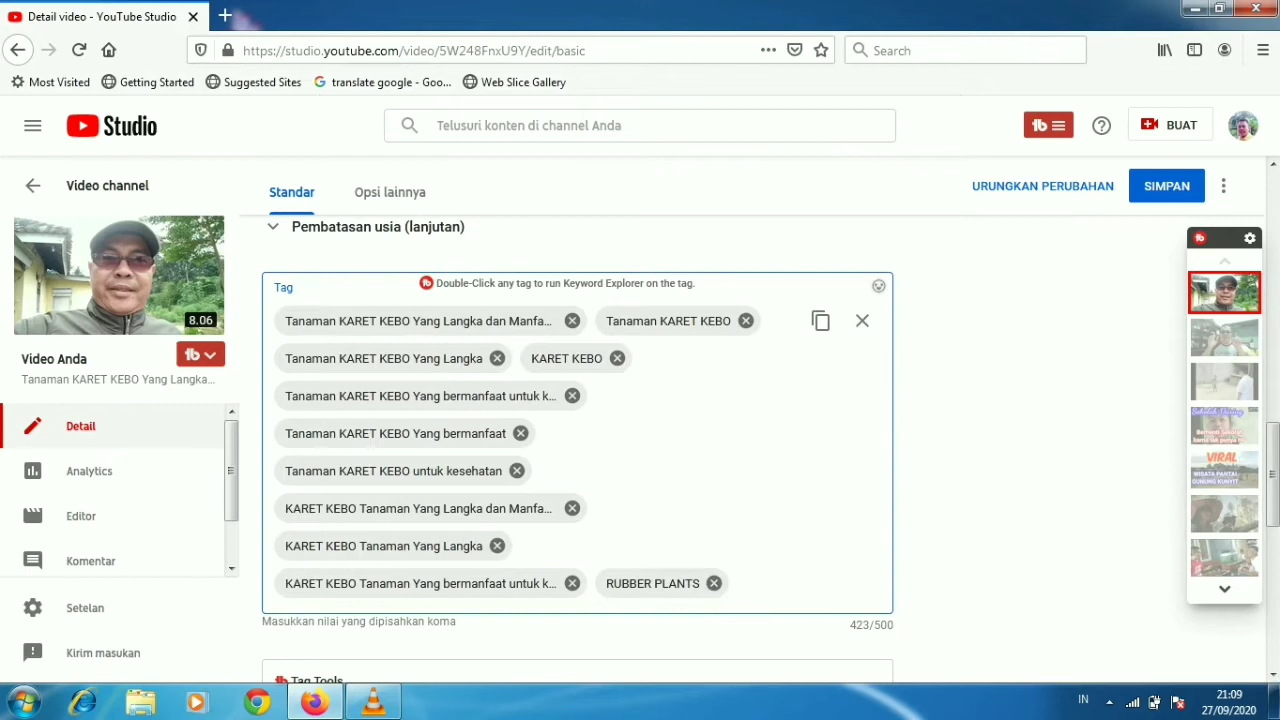 Detail video - YouTube Studio
https://studio.youtube.com/video/5W248FnxU9Y/edit/basic
Search
Most Visited
Getting Started
Suggested Sites
translate google - Goo...
Web Slice Gallery
Studio
Telusuri konten di channel Anda
tb
BUAT
Video channel
Standar
Opsi lainnya
URUNGKAN PERUBAHAN
SIMPAN
8.06
Video Anda
tb
Tanaman KARET KEBO Yang Langka...
Detail
Analytics
Editor
Komentar
Setelan
Kirim masukan
Pembatasan usia (lanjutan)
Tag
Double-Click any tag to run Keyword Explorer on the tag.
Tanaman KARET KEBO Yang Langka dan Manfa...
Tanaman KARET KEBO
Tanaman KARET KEBO Yang Langka
KARET KEBO
Tanaman KARET KEBO Yang bermanfaat untuk k...
Tanaman KARET KEBO Yang bermanfaat
Tanaman KARET KEBO untuk kesehatan
KARET KEBO Tanaman Yang Langka dan Manfa...
KARET KEBO Tanaman Yang Langka
KARET KEBO Tanaman Yang bermanfaat untuk k...
RUBBER PLANTS
Masukkan nilai yang dipisahkan koma
423/500
Tag Tools
tb
VIRAL
WISATA PANTAI
GUNUNG KUNYIT
IN
21:09
27/09/2020